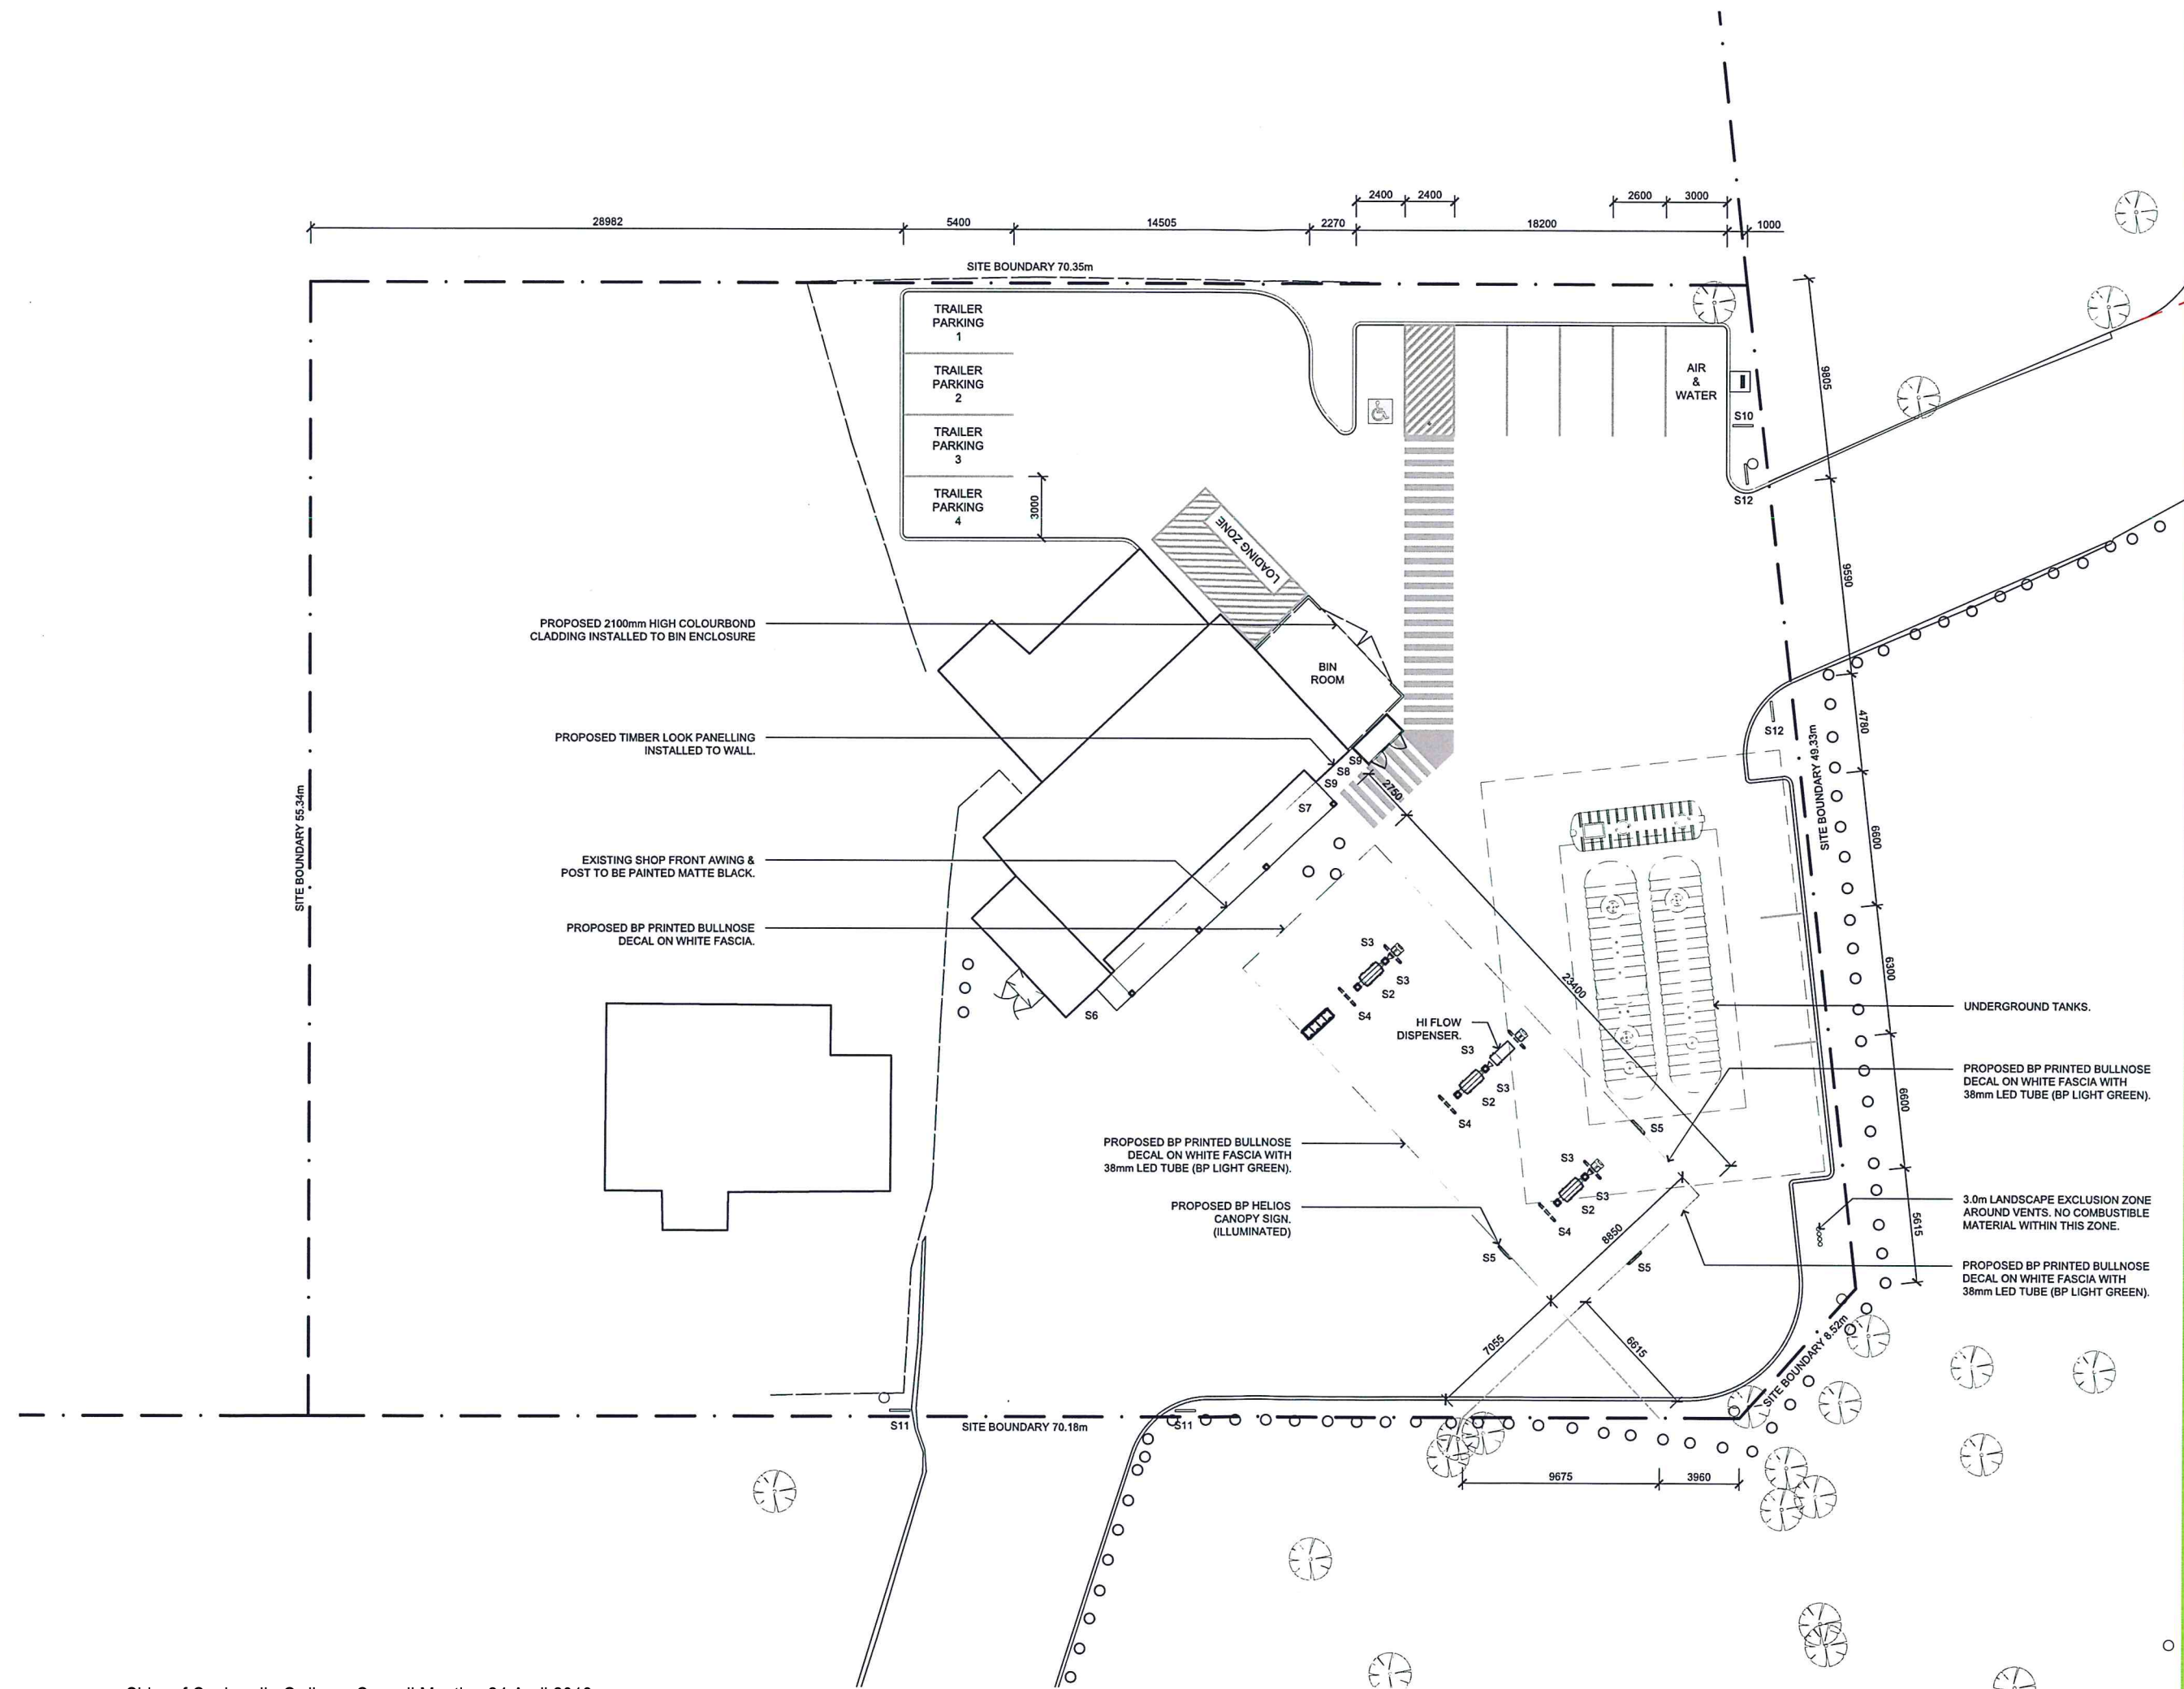 2400
2400
2600
3000
28982
5400
14505
2270
18200
1000
SITE BOUNDARY 70.35m
TRAILER
PARKING
1
TRAILER
PARKING
2
TRAILER
PARKING
3
TRAILER
PARKING
4
3000
AIR
&
WATER
S10
S12
9805
9590
LOADING ZONE
PROPOSED 2100mm HIGH COLOURBOND
CLADDING INSTALLED TO BIN ENCLOSURE
BIN
ROOM
PROPOSED TIMBER LOOK PANELLING
INSTALLED TO WALL.
S9
S8
S9
S7
2750
S12
4780
SITE BOUNDARY 49.33m
6600
SITE BOUNDARY 55.34m
EXISTING SHOP FRONT AWING &
POST TO BE PAINTED MATTE BLACK.
PROPOSED BP PRINTED BULLNOSE
DECAL ON WHITE FASCIA.
S3
S3
S2
S4
S6
23400
6300
HI FLOW
DISPENSER.
S3
S3
S2
S4
UNDERGROUND TANKS.
PROPOSED BP PRINTED BULLNOSE
DECAL ON WHITE FASCIA WITH
38mm LED TUBE (BP LIGHT GREEN).
6600
S5
PROPOSED BP PRINTED BULLNOSE
DECAL ON WHITE FASCIA WITH
38mm LED TUBE (BP LIGHT GREEN).
S3
S3
S2
S4
PROPOSED BP HELIOS
CANOPY SIGN.
(ILLUMINATED)
S5
8850
S5
3.0m LANDSCAPE EXCLUSION ZONE
AROUND VENTS. NO COMBUSTIBLE
MATERIAL WITHIN THIS ZONE.
5615
PROPOSED BP PRINTED BULLNOSE
DECAL ON WHITE FASCIA WITH
38mm LED TUBE (BP LIGHT GREEN).
7055
6615
SITE BOUNDARY 8.52m
S11
SITE BOUNDARY 70.18m
S11
9675
3960